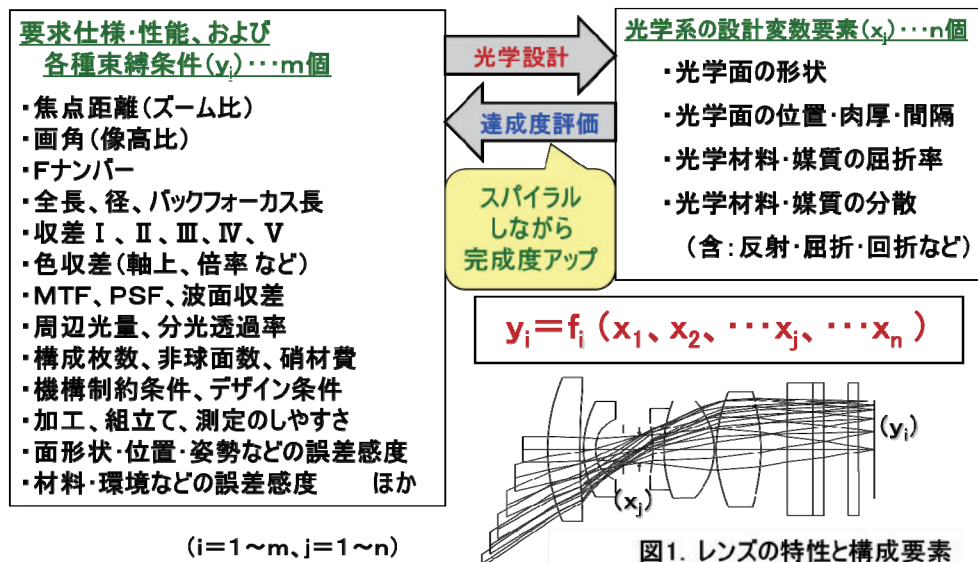 要求仕様・性能、および
各種束縛条件(yi)・・・m個
・焦点距離(ズーム比)
・画角(像高比)
・Fナンバー
・全長、径、バックフォーカス長
・収差Ⅰ、Ⅱ、Ⅲ、Ⅳ、Ⅴ
・色収差(軸上、倍率など)
・MTF、PSF、波面収差
・周辺光量、分光透過率
・構成枚数、非球面数、硝材費
・機構制約条件、デザイン条件
・加工、組立て、測定のしやすさ
・面形状・位置・姿勢などの誤差感度
・材料・環境などの誤差感度 ほか
(i=1~m、j=1~n)
光学設計
達成度評価
スパイラル
しながら
完成度アップ
光学系の設計変数要素(xj)・・・n個
・光学面の形状
・光学面の位置・肉厚・間隔
・光学材料・媒質の屈折率
・光学材料・媒質の分散
(含:反射・屈折・回折など)
yi=fi(x1、x2、・・・xj、・・・xn)
(yi)
(xj)
図1. レンズの特性と構成要素